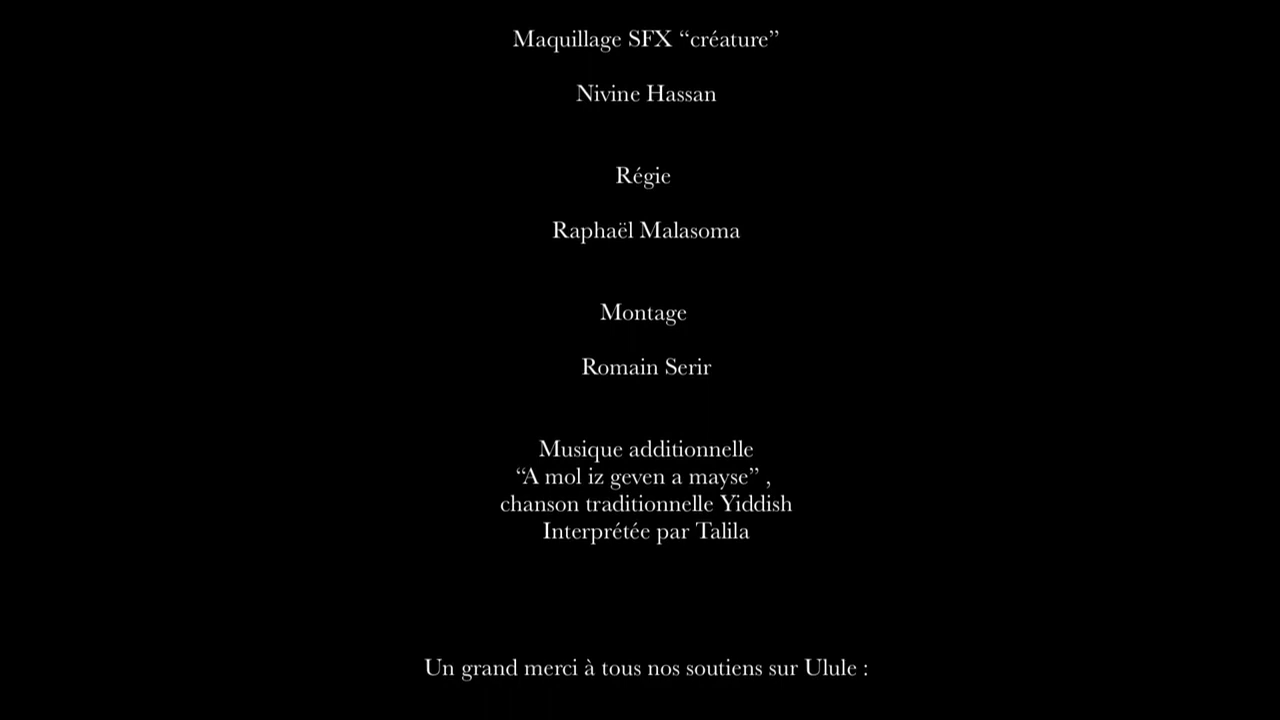 Maquillage SFX “créature”
Nivine Hassan
Régie
Raphaël Malasoma
Montage
Romain Serir
Musique additionnelle
“A mol iz geven a mayse” ,
chanson traditionnelle Yiddish
Interprétée par Talila
Un grand merci à tous nos soutiens sur Ulule :